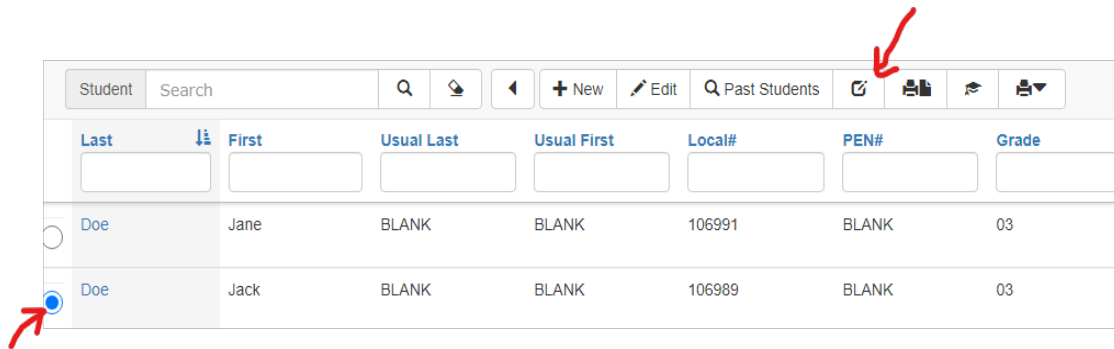 Student Search New Edit Past Students
Last First Usual Last Usual First Local# PEN# Grade
Doe Jane BLANK BLANK 106991 BLANK 03
Doe Jack BLANK BLANK 106989 BLANK 03